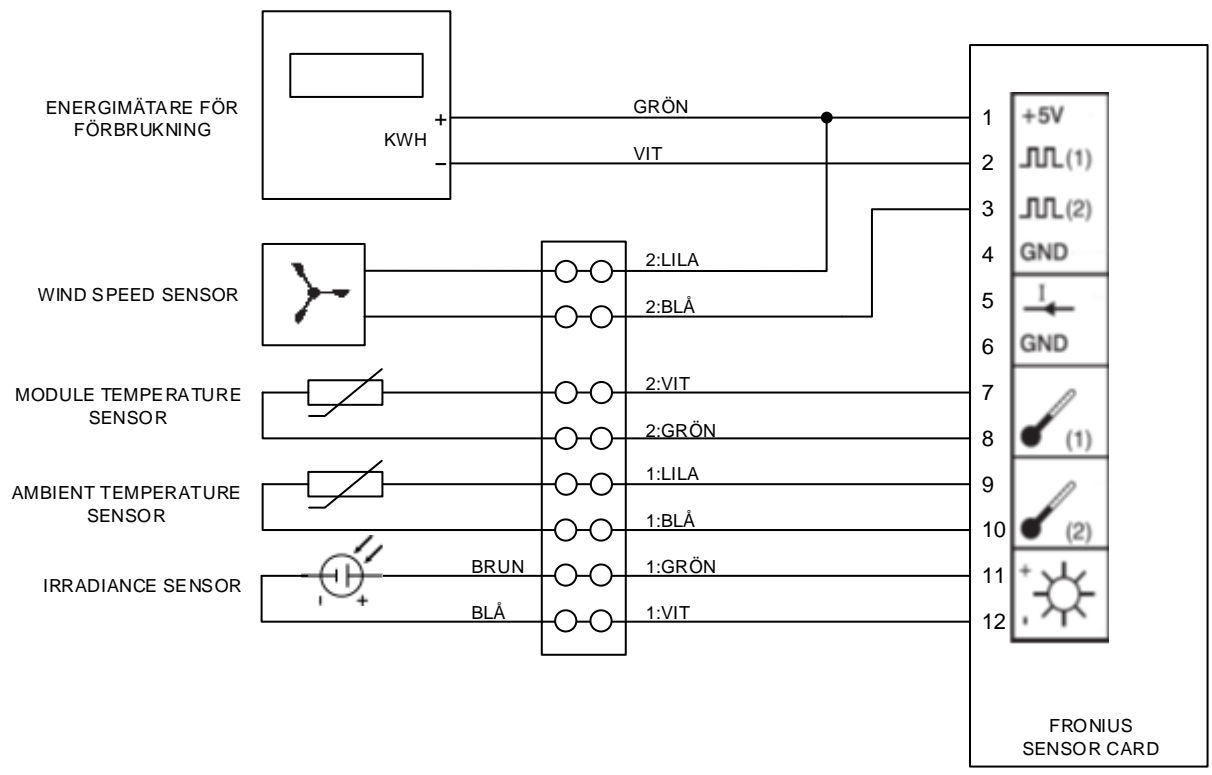 ENERGIMÄTARE FÖR
FÖRBRUKNING
KWH
+
−
GRÖN
VIT
WIND SPEED SENSOR
2:LILA
2:BLÅ
MODULE TEMPERATURE
SENSOR
2:VIT
2:GRÖN
AMBIENT TEMPERATURE
SENSOR
1:LILA
1:BLÅ
IRRADIANCE SENSOR
- +
BRUN
1:GRÖN
BLÅ
1:VIT
1 +5V
2 (1)
3 (2)
4 GND
5 I
6 GND
7
8 (1)
9
10 (2)
11 +
12 -
FRONIUS
SENSOR CARD